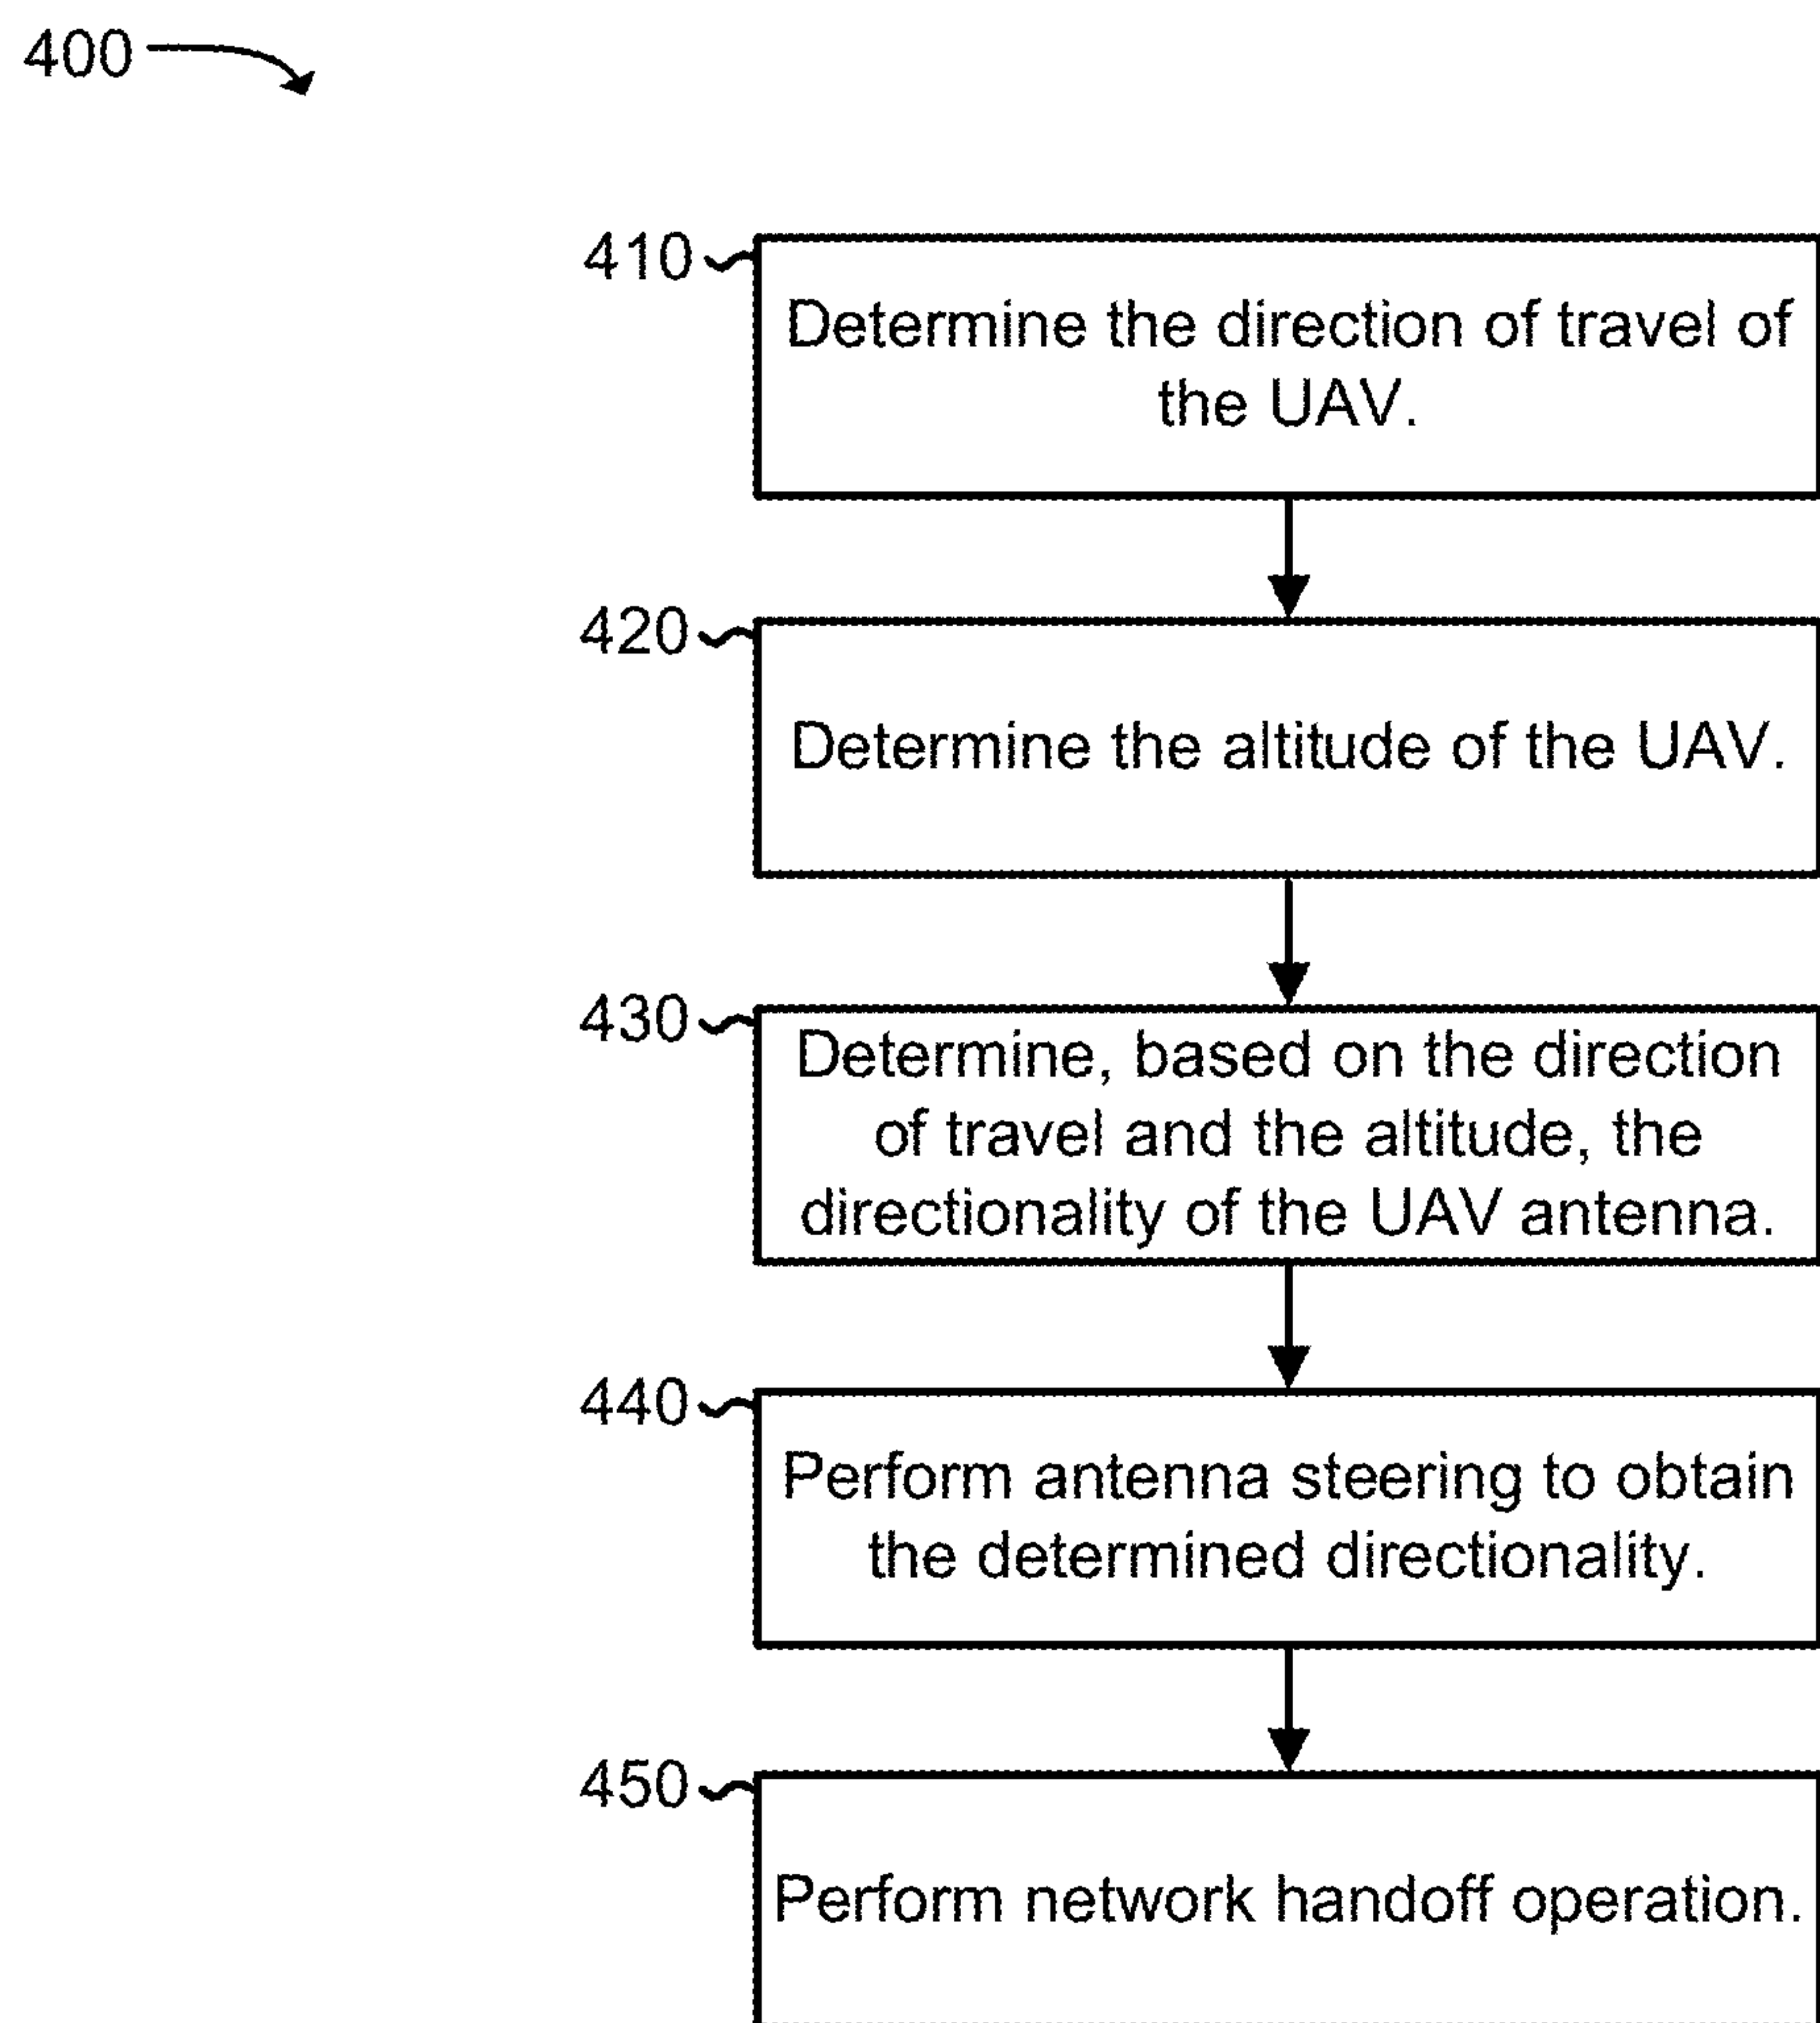 400
410
Determine the direction of travel of
the UAV.
420
Determine the altitude of the UAV.
430
Determine, based on the direction
of travel and the altitude, the
directionality of the UAV antenna.
440
Perform antenna steering to obtain
the determined directionality.
450
Perform network handoff operation.